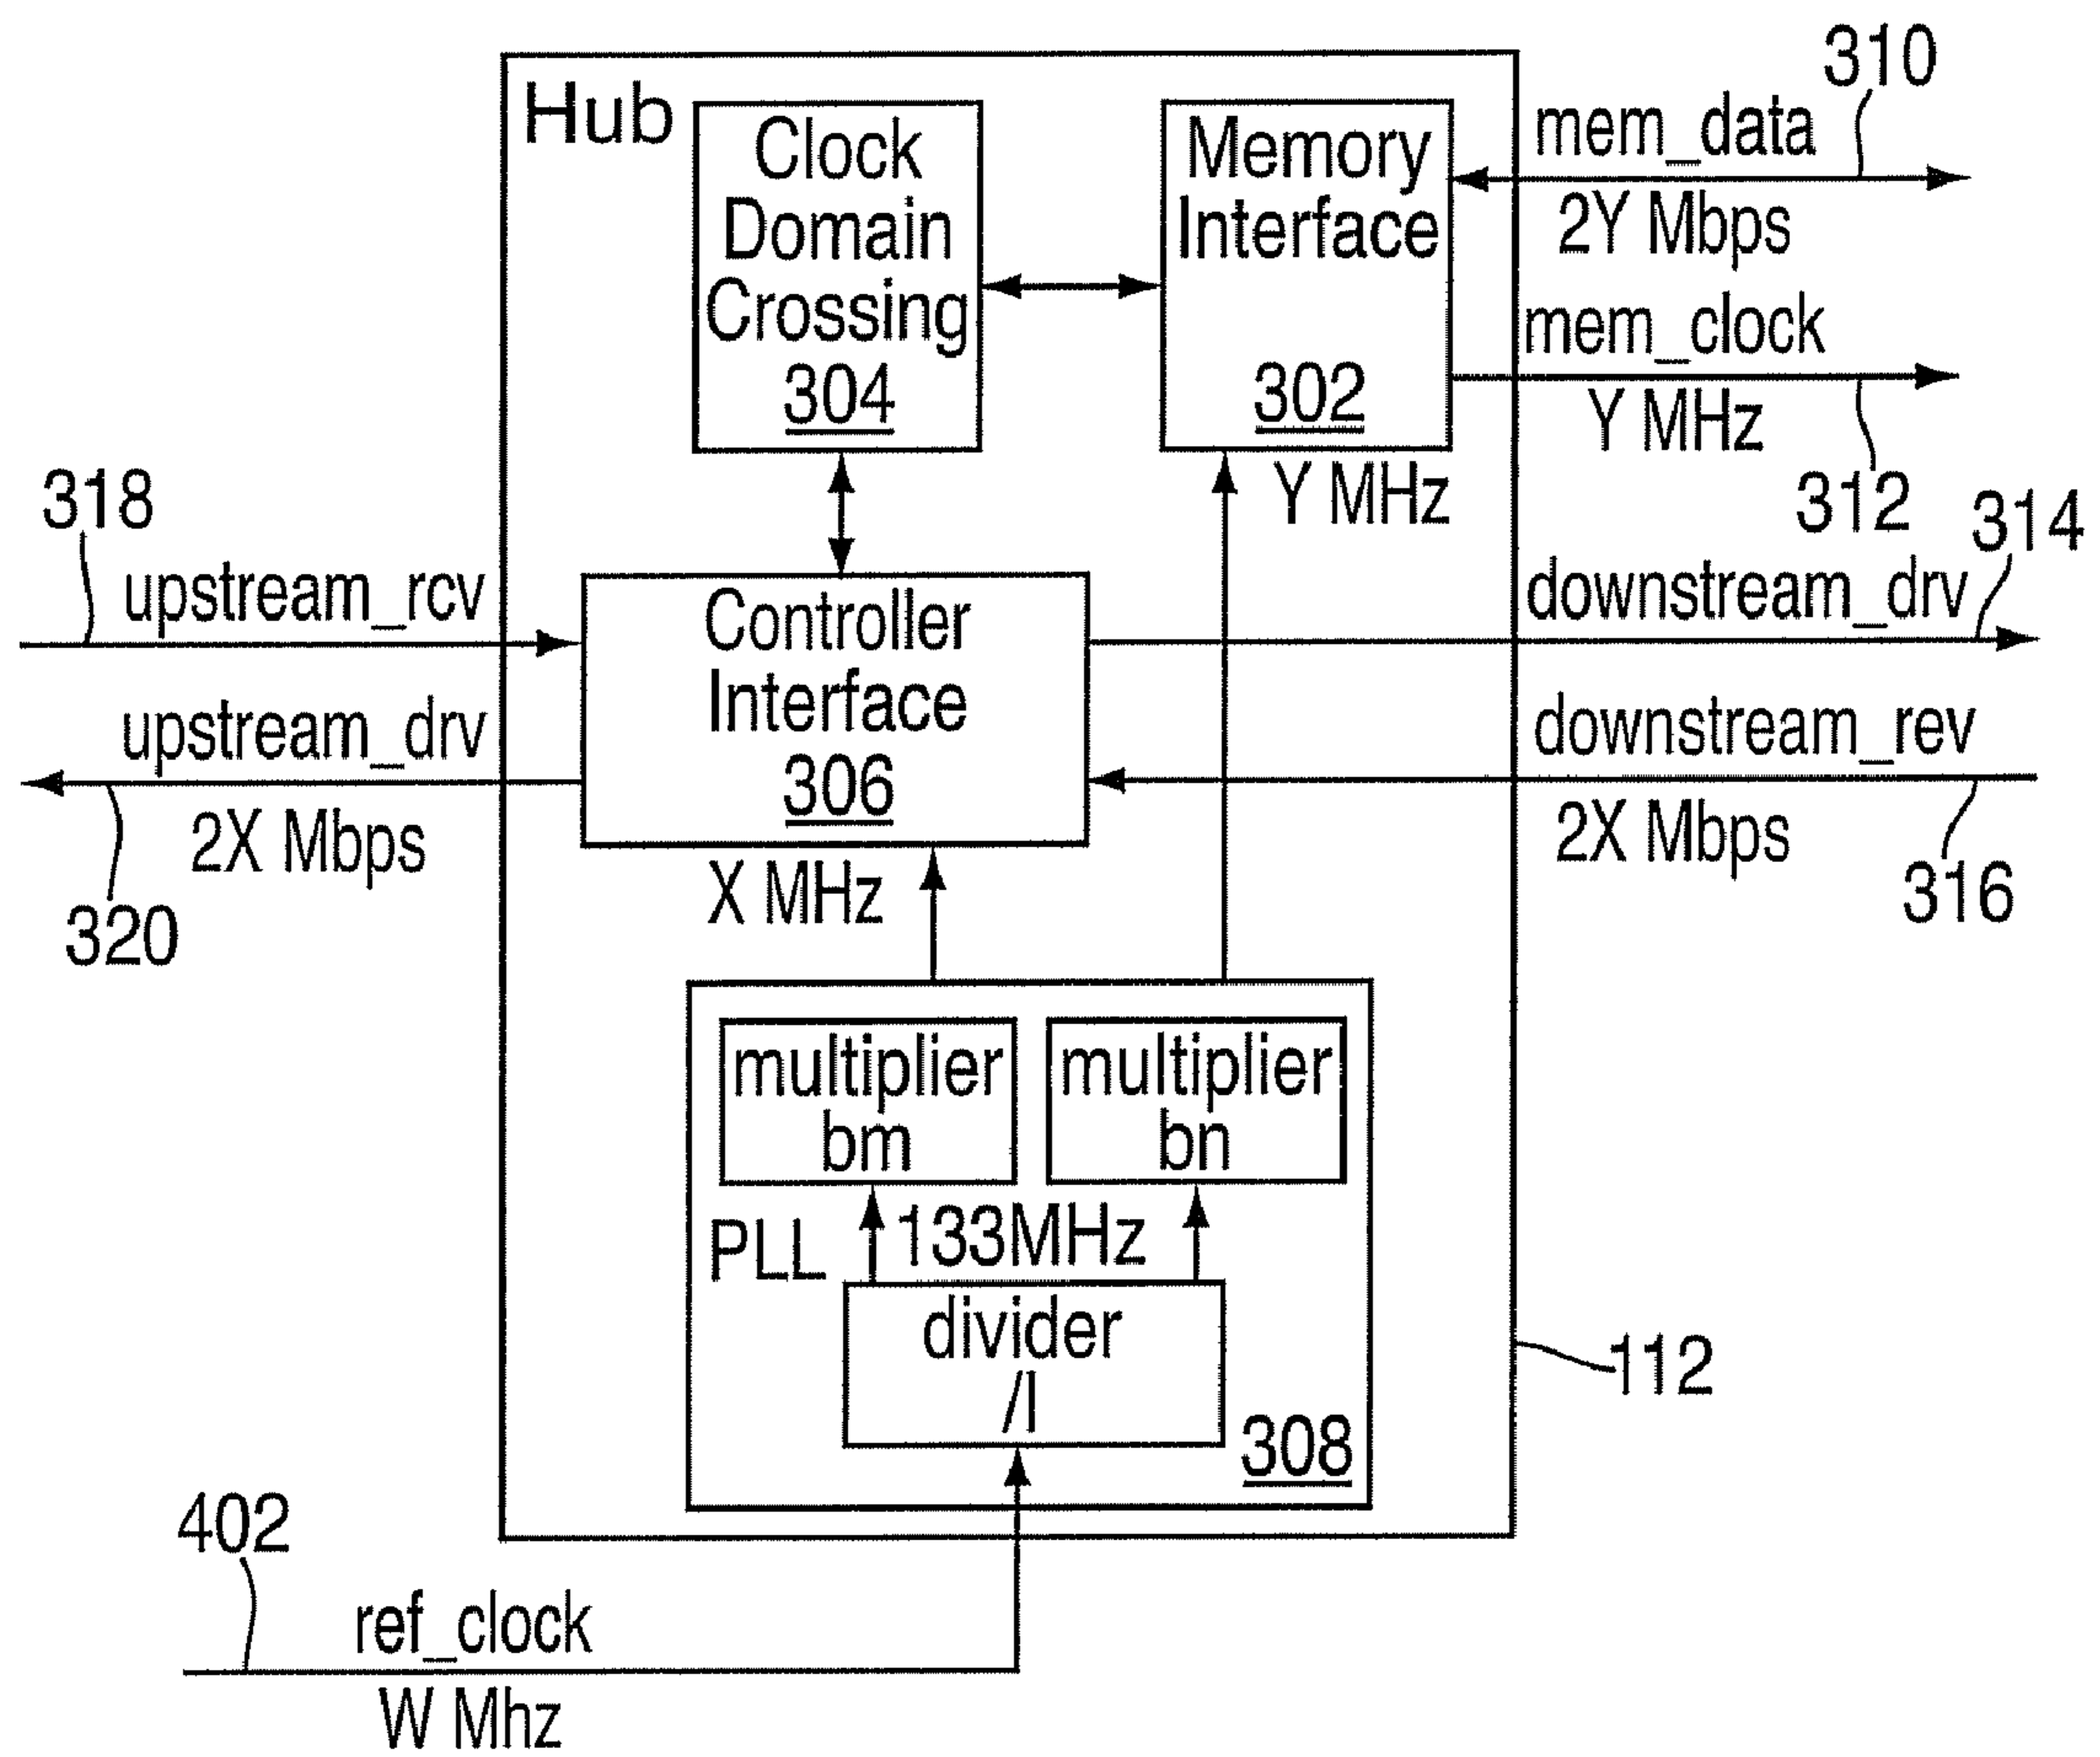 310
Hub
Clock
Domain
Crossing
304
Memory
Interface
302
mem_data
2Y Mbps
mem_clock
Y MHz
312
Y MHz
318
314
upstream_rcv
downstream_drv
Controller
Interface
306
upstream_drv
downstream_rev
2X Mbps
2X Mbps
320
316
X MHz
multiplier
bm
multiplier
bn
PLL
133MHz
divider
/l
308
112
402
ref_clock
W Mhz